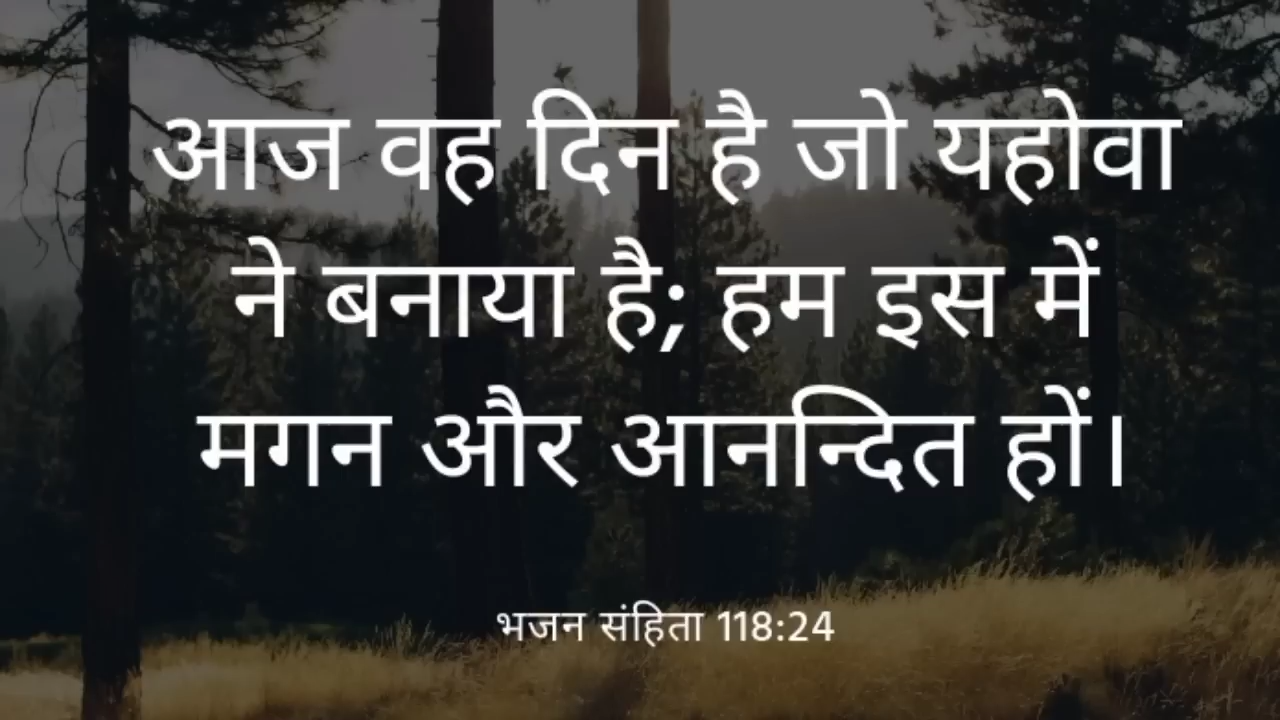 आज वह दिन है जो यहोवा
ने बनाया है; हम इस में
मगन और आनन्दित हों।
भजन संहिता 118:24